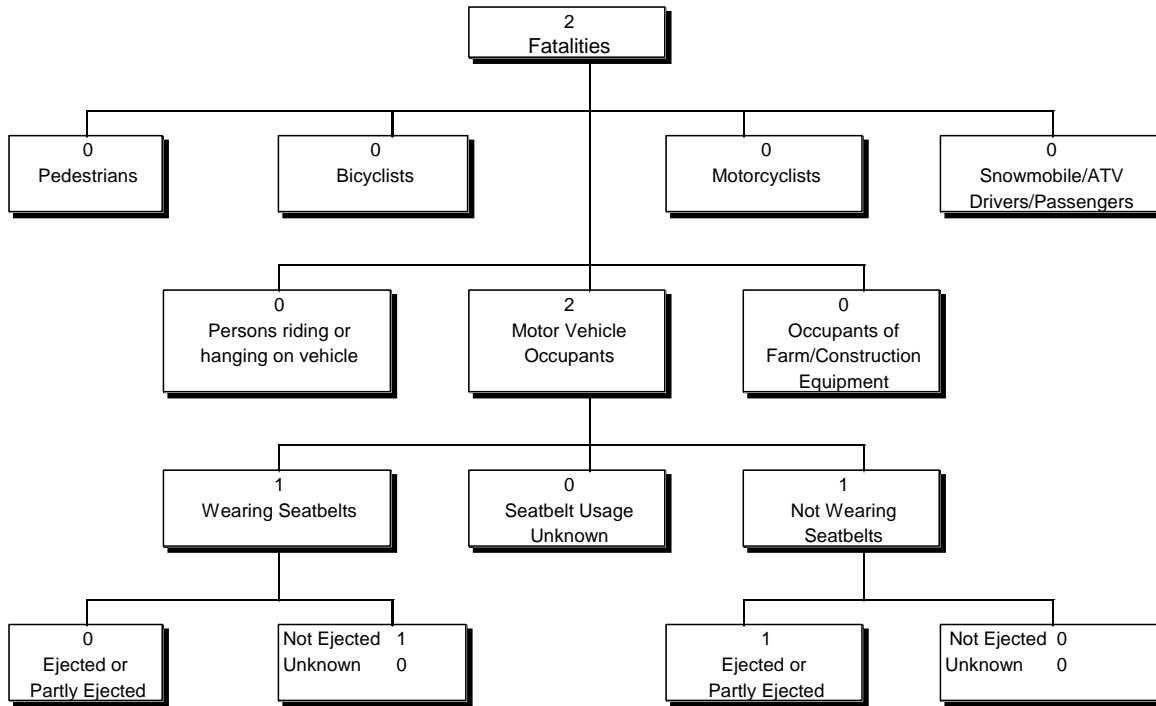 2
Fatalities
0
Pedestrians
0
Bicyclists
0
Motorcyclists
0
Snowmobile/ATV
Drivers/Passengers
0
Persons riding or
hanging on vehicle
2
Motor Vehicle
Occupants
0
Occupants of
Farm/Construction
Equipment
1
Wearing Seatbelts
0
Seatbelt Usage
Unknown
1
Not Wearing
Seatbelts
0
Ejected or
Partly Ejected
Not Ejected 1
Unknown 0
1
Ejected or
Partly Ejected
Not Ejected 0
Unknown 0